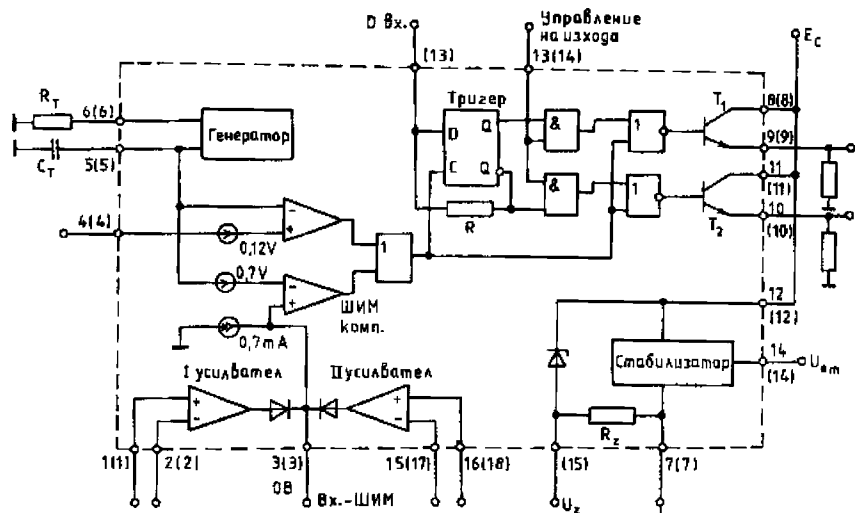 D Вх.
Управление
на изхода
(13)
13(14)
E_C
R_T
6(6)
Генератор
Тригер
T_1
8(8)
5(5)
C_T
D
Q
&
1
9(9)
C
Q
&
1
11
(11)
4(4)
0,12V
R
T_2
10
(10)
1
0,7V
ШИМ
комп.
0,7mA
12
(12)
I усилвател
II усилвател
Стабилизатор
14
(14)
R_z
1(1)
2(2)
3(3)
15(17)
16(18)
(15)
7(7)
0В
Вх.-ШИМ
U_z